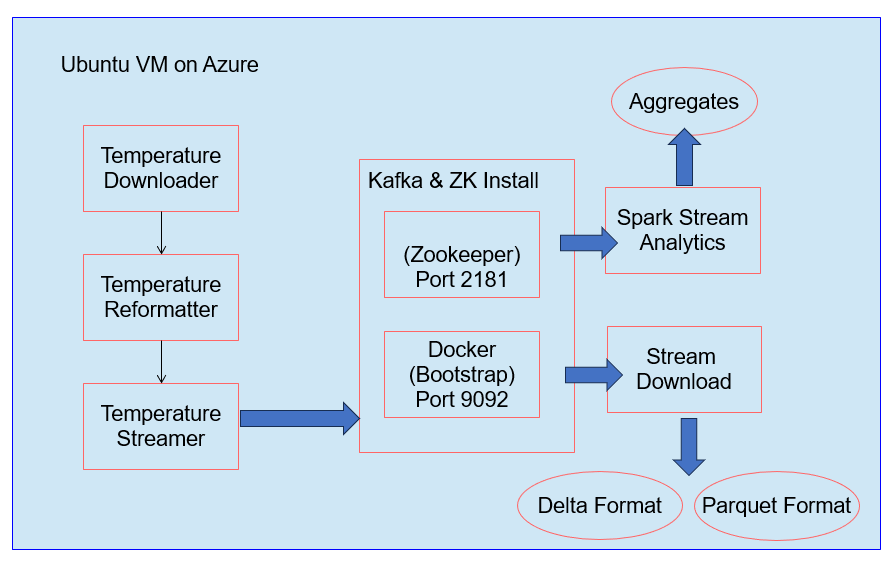 Ubuntu VM on Azure
Temperature
Downloader
Temperature
Reformatter
Temperature
Streamer
Kafka & ZK Install
(Zookeeper)
Port 2181
Docker
(Bootstrap)
Port 9092
Aggregates
Spark Stream
Analytics
Stream
Download
Delta Format
Parquet Format